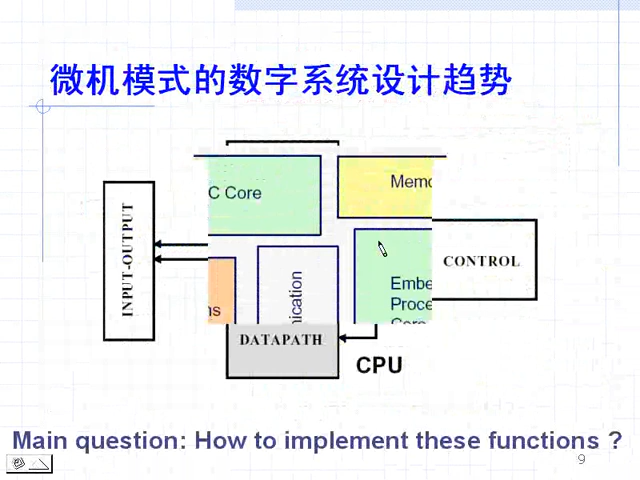 微机模式的数字系统设计趋势
C Core
Memo
INPUT-OUTPUT
CONTROL
Embe
Proce
Core
ns
nication
DATAPATH
CPU
Main question: How to implement these functions ?
9